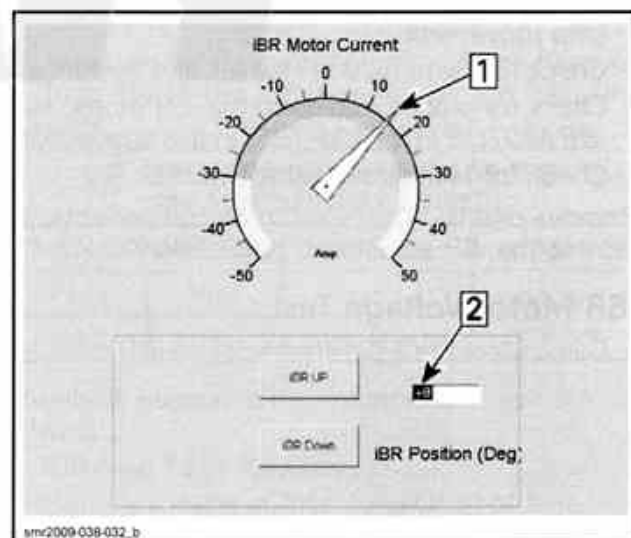 iBR Motor Current
1
-50 -40 -30 -20 -10 0 10 20 30 40 50
Amp
2
iBR UP
iBR Down
iBR Position (Deg)
smr2009-038-032_b